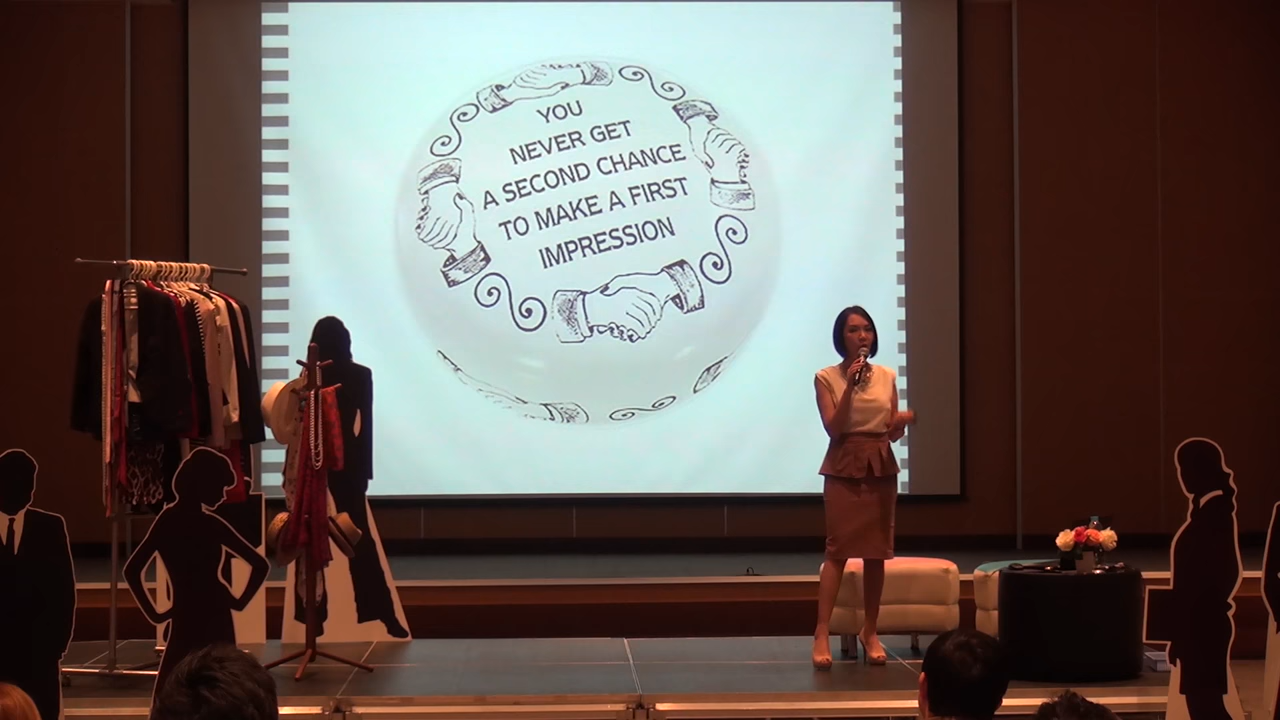 YOU
NEVER GET
A SECOND CHANCE
TO MAKE A FIRST
IMPRESSION